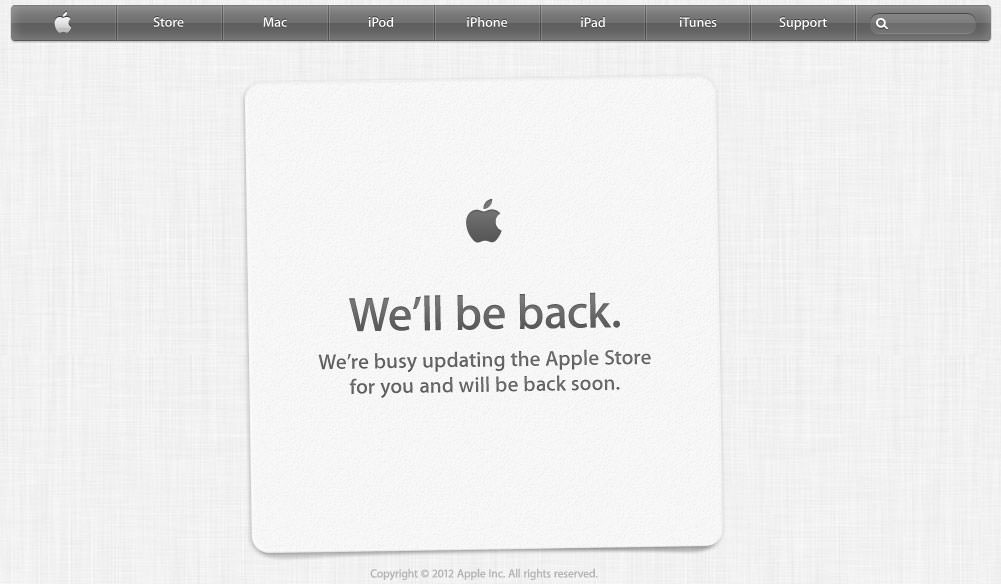 Store Mac iPod iPhone iPad iTunes Support
We’ll be back.
We’re busy updating the Apple Store
for you and will be back soon.
Copyright © 2012 Apple Inc. All rights reserved.